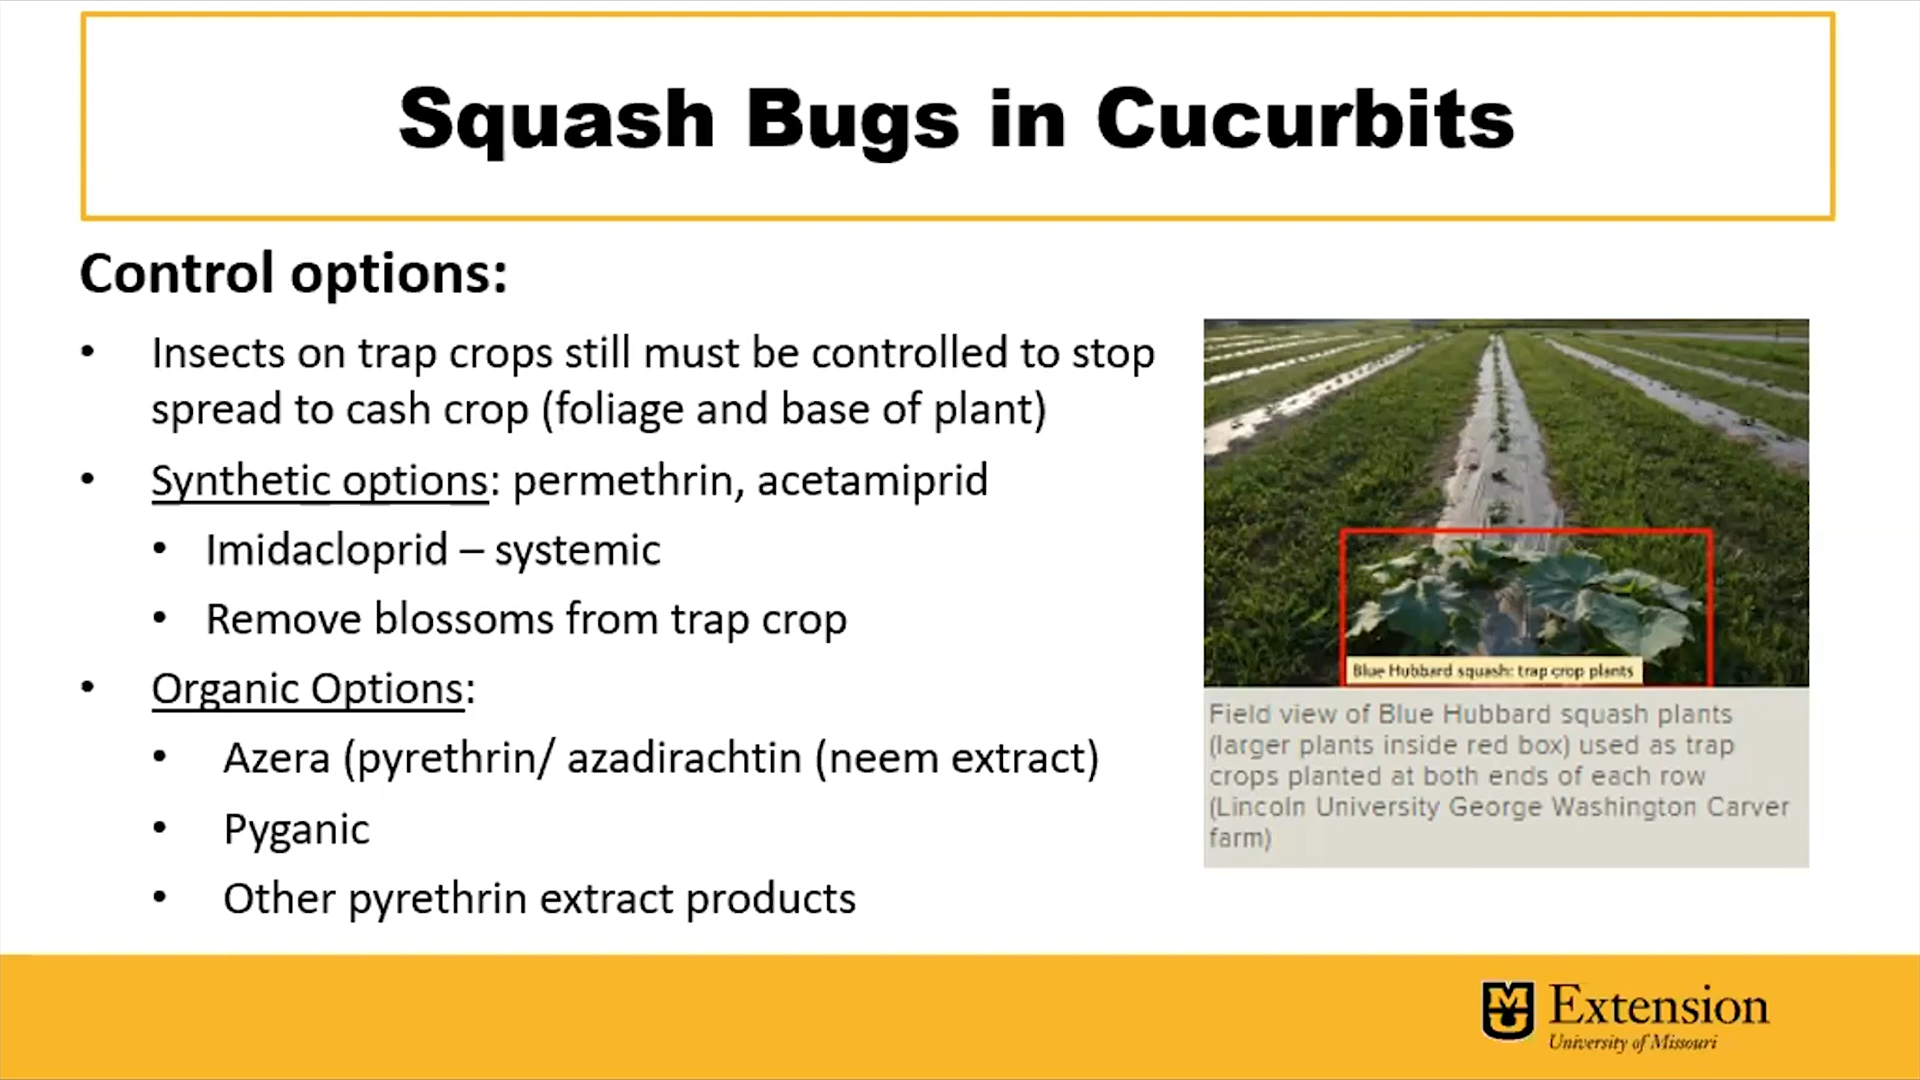 Squash Bugs in Cucurbits
Control options:
• Insects on trap crops still must be controlled to stop
spread to cash crop (foliage and base of plant)
• Synthetic options: permethrin, acetamiprid
• Imidacloprid – systemic
• Remove blossoms from trap crop
• Organic Options:
• Azera (pyrethrin/ azadirachtin (neem extract)
• Pyganic
• Other pyrethrin extract products
Blue Hubbard squash: trap crop plants
Field view of Blue Hubbard squash plants
(larger plants inside red box) used as trap
crops planted at both ends of each row
(Lincoln University George Washington Carver
farm)
MU Extension
University of Missouri